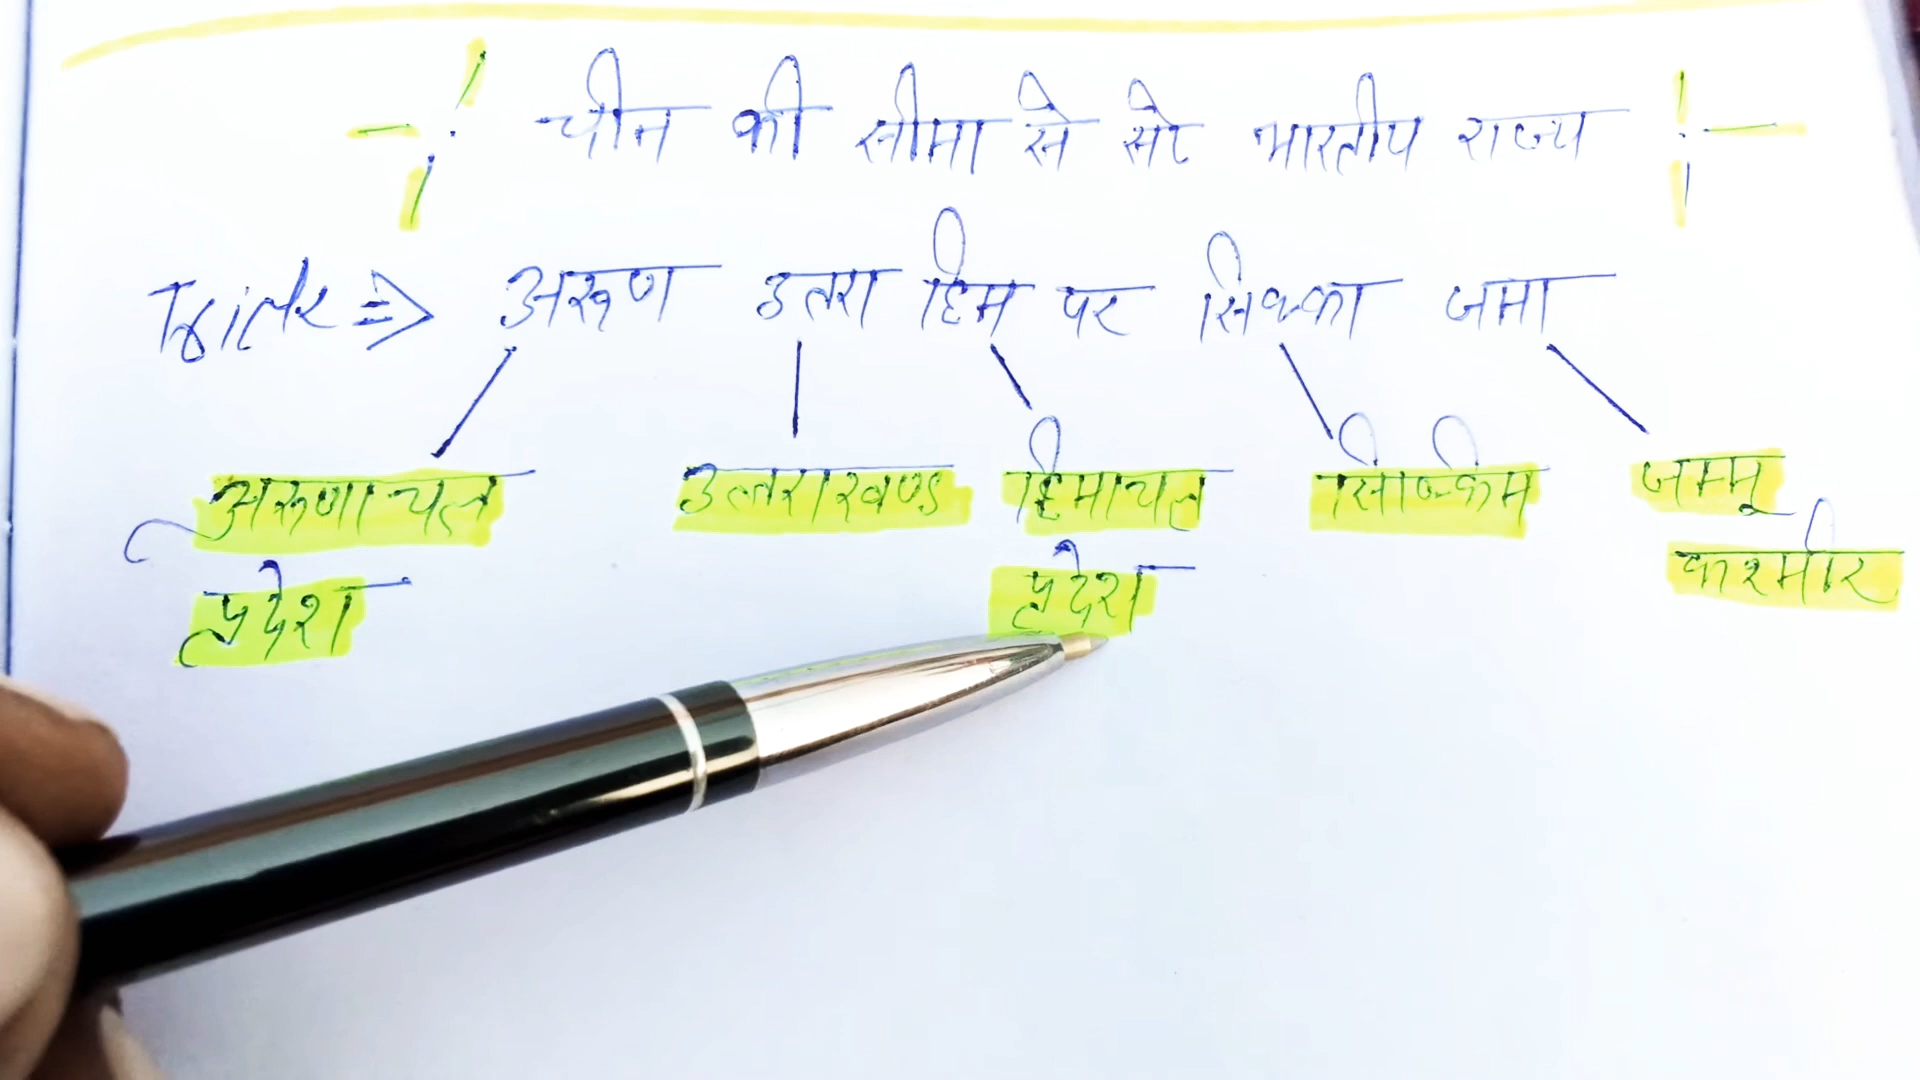 चीन की सीमा से सटे भारतीय राज्य
Trick ⇒ अरूण उतरा हिम पर सिक्का जमा
अरूणाचल उत्तराखण्ड हिमाचल सिक्किम जम्मू
प्रदेश प्रदेश कश्मीर